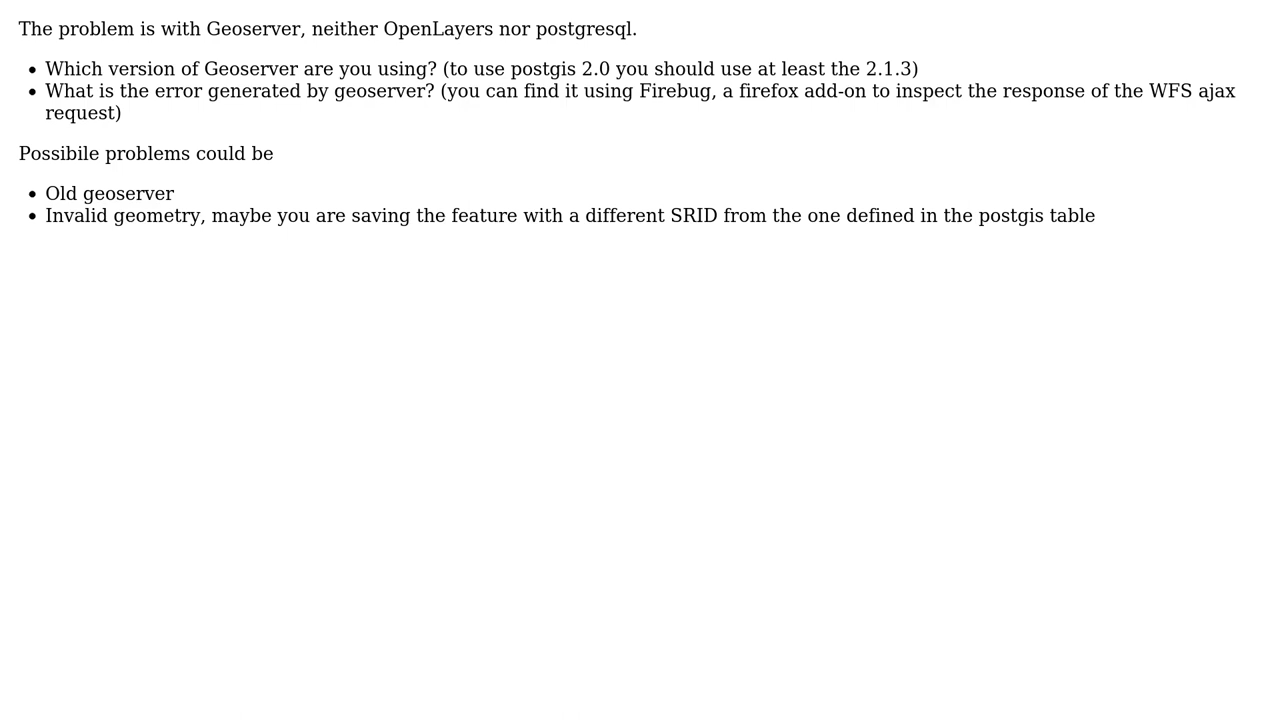 The problem is with Geoserver, neither OpenLayers nor postgresql.
• Which version of Geoserver are you using? (to use postgis 2.0 you should use at least the 2.1.3)
• What is the error generated by geoserver? (you can find it using Firebug, a firefox add-on to inspect the response of the WFS ajax
request)
Possibile problems could be
• Old geoserver
• Invalid geometry, maybe you are saving the feature with a different SRID from the one defined in the postgis table